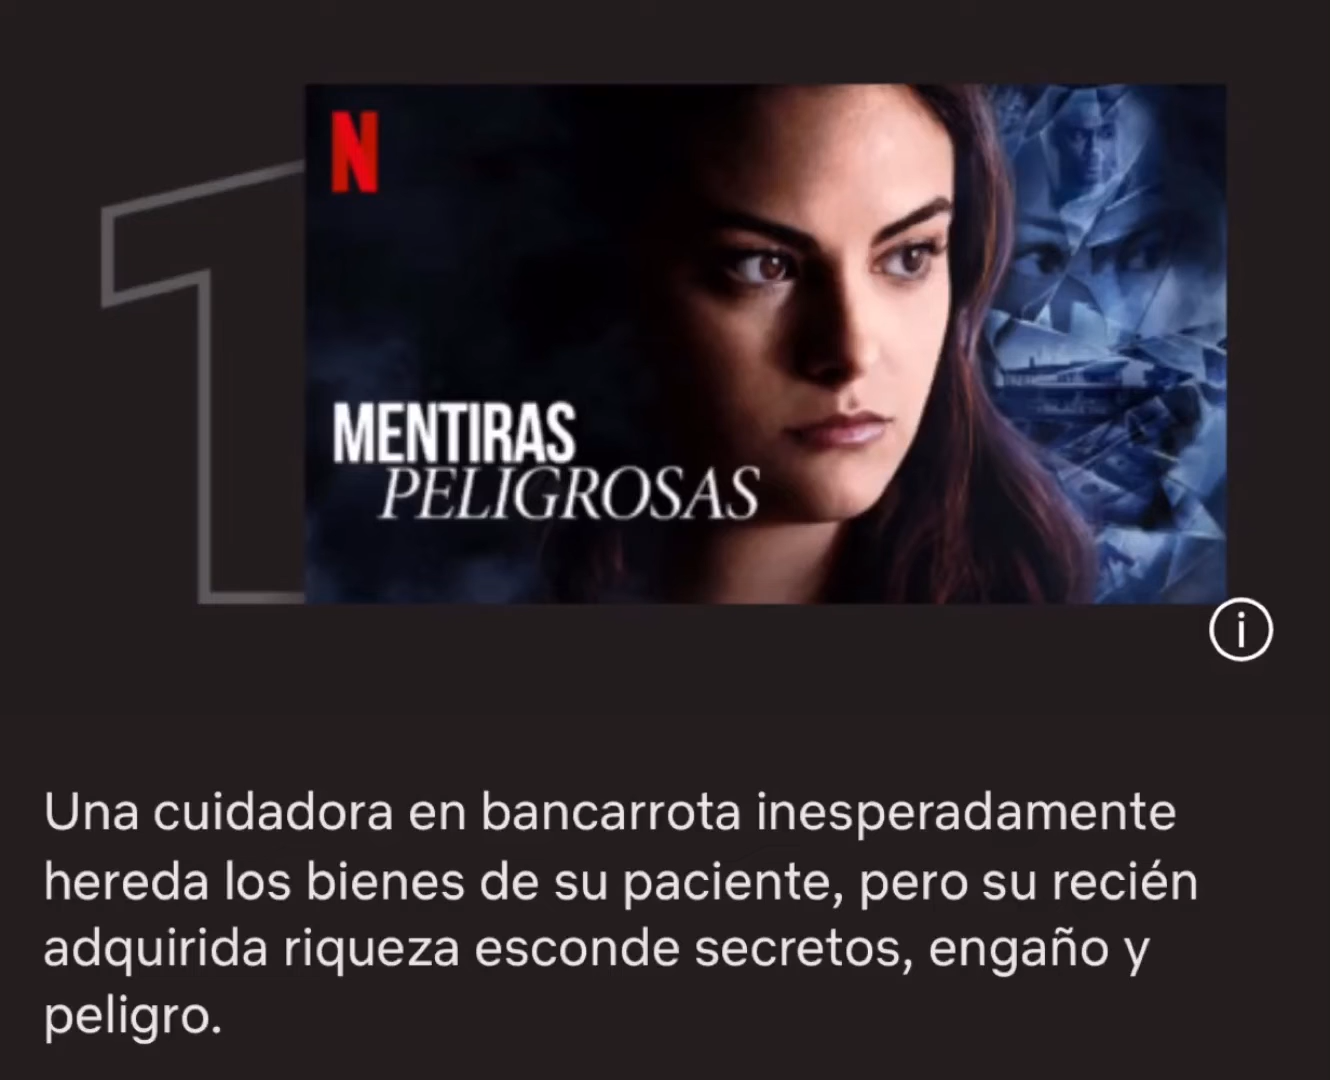 N
1
MENTIRAS
PELIGROSAS
i
Una cuidadora en bancarrota inesperadamente
hereda los bienes de su paciente, pero su recién
adquirida riqueza esconde secretos, engaño y
peligro.